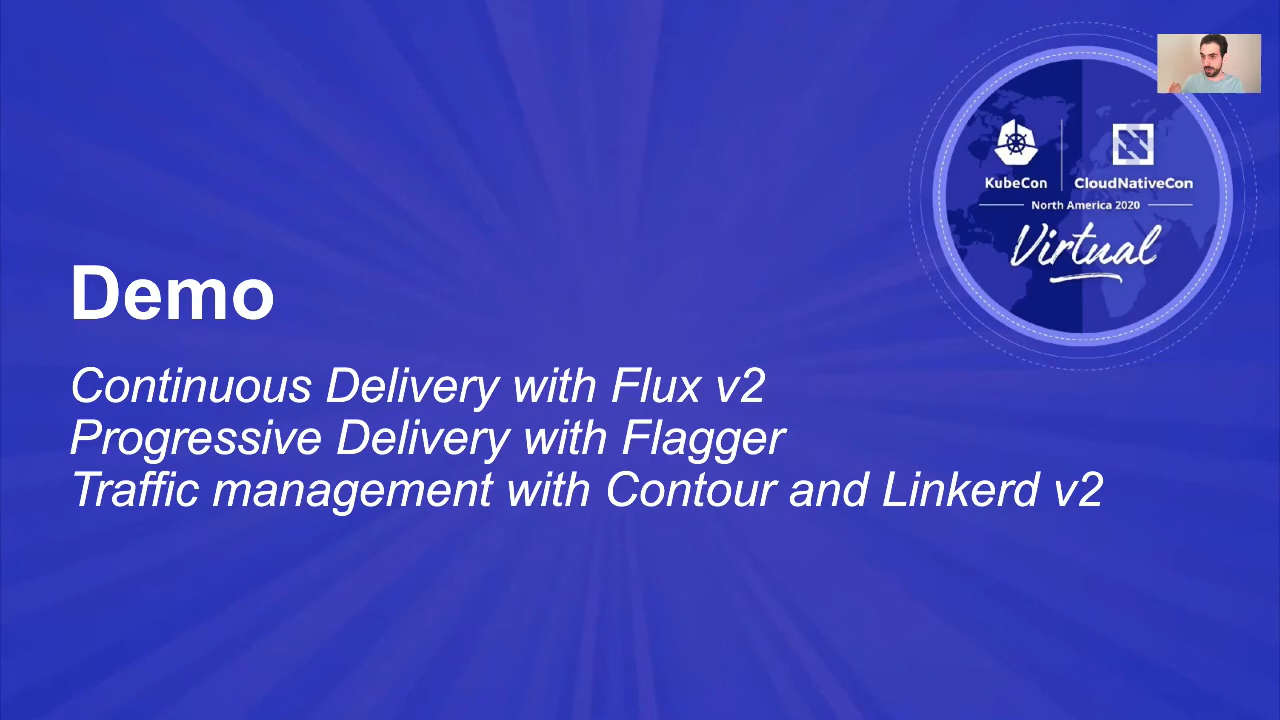 Demo
Continuous Delivery with Flux v2
Progressive Delivery with Flagger
Traffic management with Contour and Linkerd v2
KubeCon
CloudNativeCon
North America 2020
Virtual